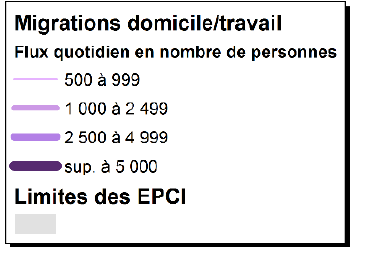 Migrations domicile/travail
Flux quotidien en nombre de personnes
500 à 999
1 000 à 2 499
2 500 à 4 999
sup. à 5 000
Limites des EPCI